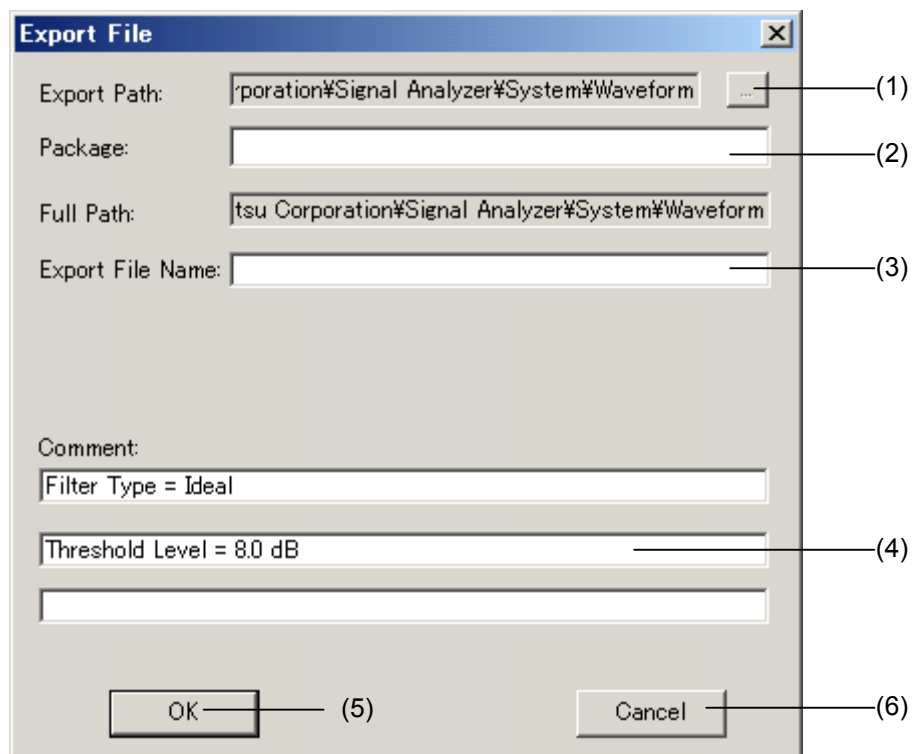 Export File
Export Path: rporation¥Signal Analyzer¥System¥Waveform ... (1)
Package: (2)
Full Path: tsu Corporation¥Signal Analyzer¥System¥Waveform
Export File Name: (3)
Comment:
Filter Type = Ideal
Threshold Level = 8.0 dB (4)
OK (5) Cancel (6)